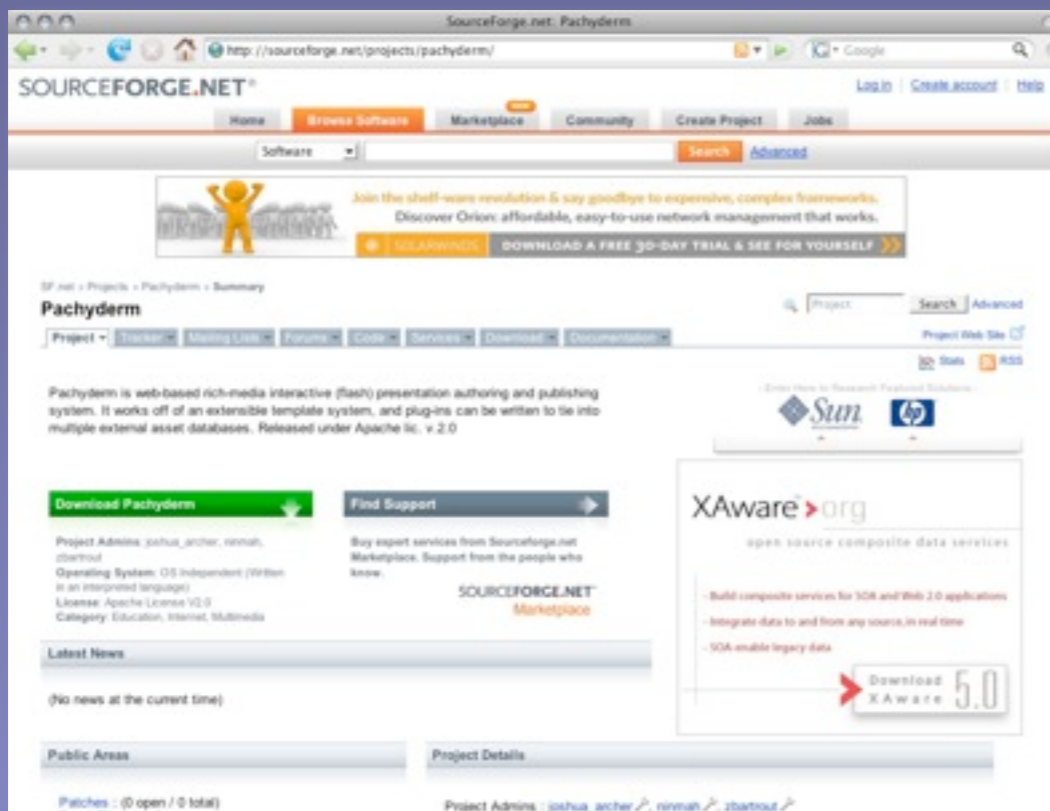 SourceForge.net: Pachyderm
http://sourceforge.net/projects/pachyderm/
Google
SOURCEFORGE.NET®
Log in Create account Help
Home Browse Software Marketplace Community Create Project Jobs
Software Search Advanced
Join the shelf-ware revolution & say goodbye to expensive, complex frameworks.
Discover Orion: affordable, easy-to-use network management that works.
SOLARWINDS DOWNLOAD A FREE 30-DAY TRIAL & SEE FOR YOURSELF
SF.net » Projects » Pachyderm » Summary
Pachyderm
Project Search Advanced
Project Tracker Mailing Lists Forums Code Services Download Documentation
Project Web Site
Stats RSS
Pachyderm is web-based rich-media interactive (flash) presentation authoring and publishing
system. It works off of an extensible template system, and plug-ins can be written to tie into
multiple external asset databases. Released under Apache lic. v.2.0
- Enter Here to Research Featured Solutions -
Sun hp
Download Pachyderm
Project Admins: joshua_archer, ninmah,
zbartrout
Operating System: OS Independent (Written
in an interpreted language)
License: Apache License V2.0
Category: Education, Internet, Multimedia
Find Support
Buy expert services from Sourceforge.net
Marketplace. Support from the people who
know.
SOURCEFORGE.NET
Marketplace
XAware>org
open source composite data services
- Build composite services for SOA and Web 2.0 applications
- Integrate data to and from any source, in real time
- SOA-enable legacy data
Download
XAware 5.0
Latest News
(No news at the current time)
Public Areas
Patches : (0 open / 0 total)
Project Details
Project Admins : joshua_archer, ninmah, zbartrout